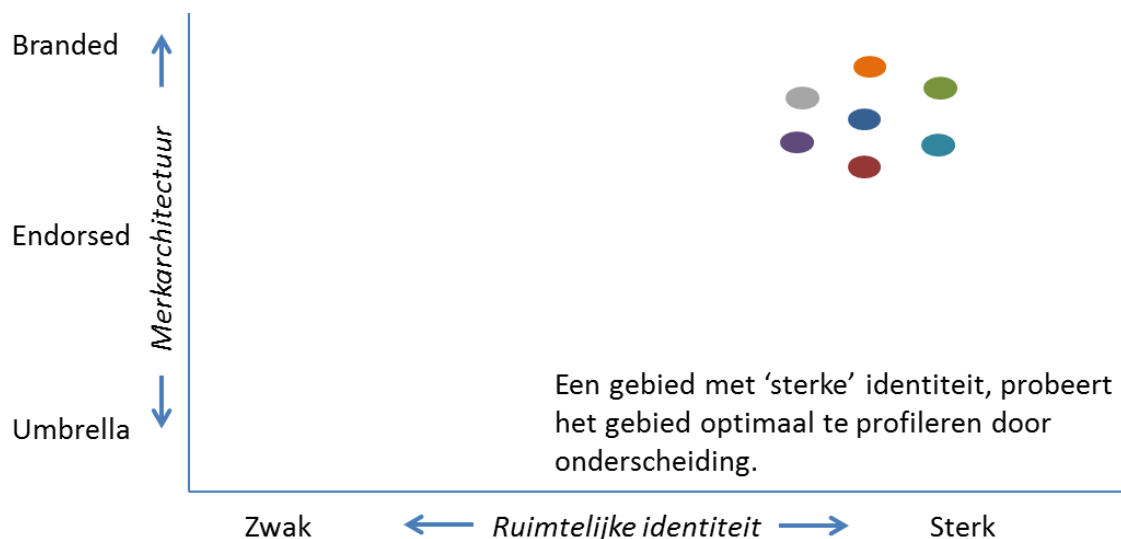 Branded
Merkarchitectuur
Endorsed
Umbrella
Een gebied met ‘sterke’ identiteit, probeert
het gebied optimaal te profileren door
onderscheiding.
Zwak
Ruimtelijke identiteit
Sterk